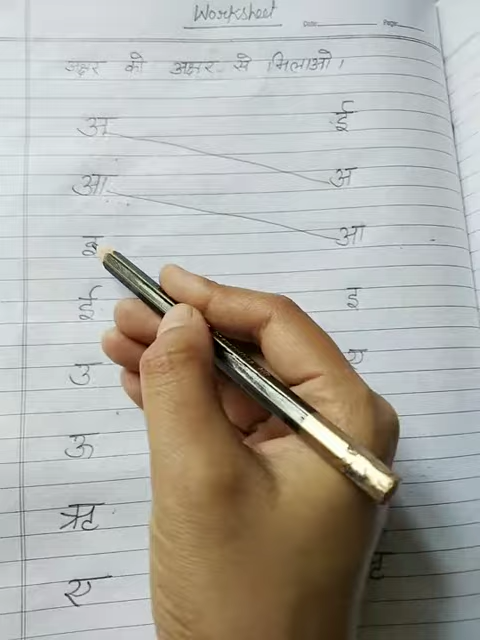 Worksheet
Date Page
अक्षर को अक्षर से मिलाओ।
अ ई
आ अ
इ आ
ई इ
उ ए
ऊ
ऋ
ए